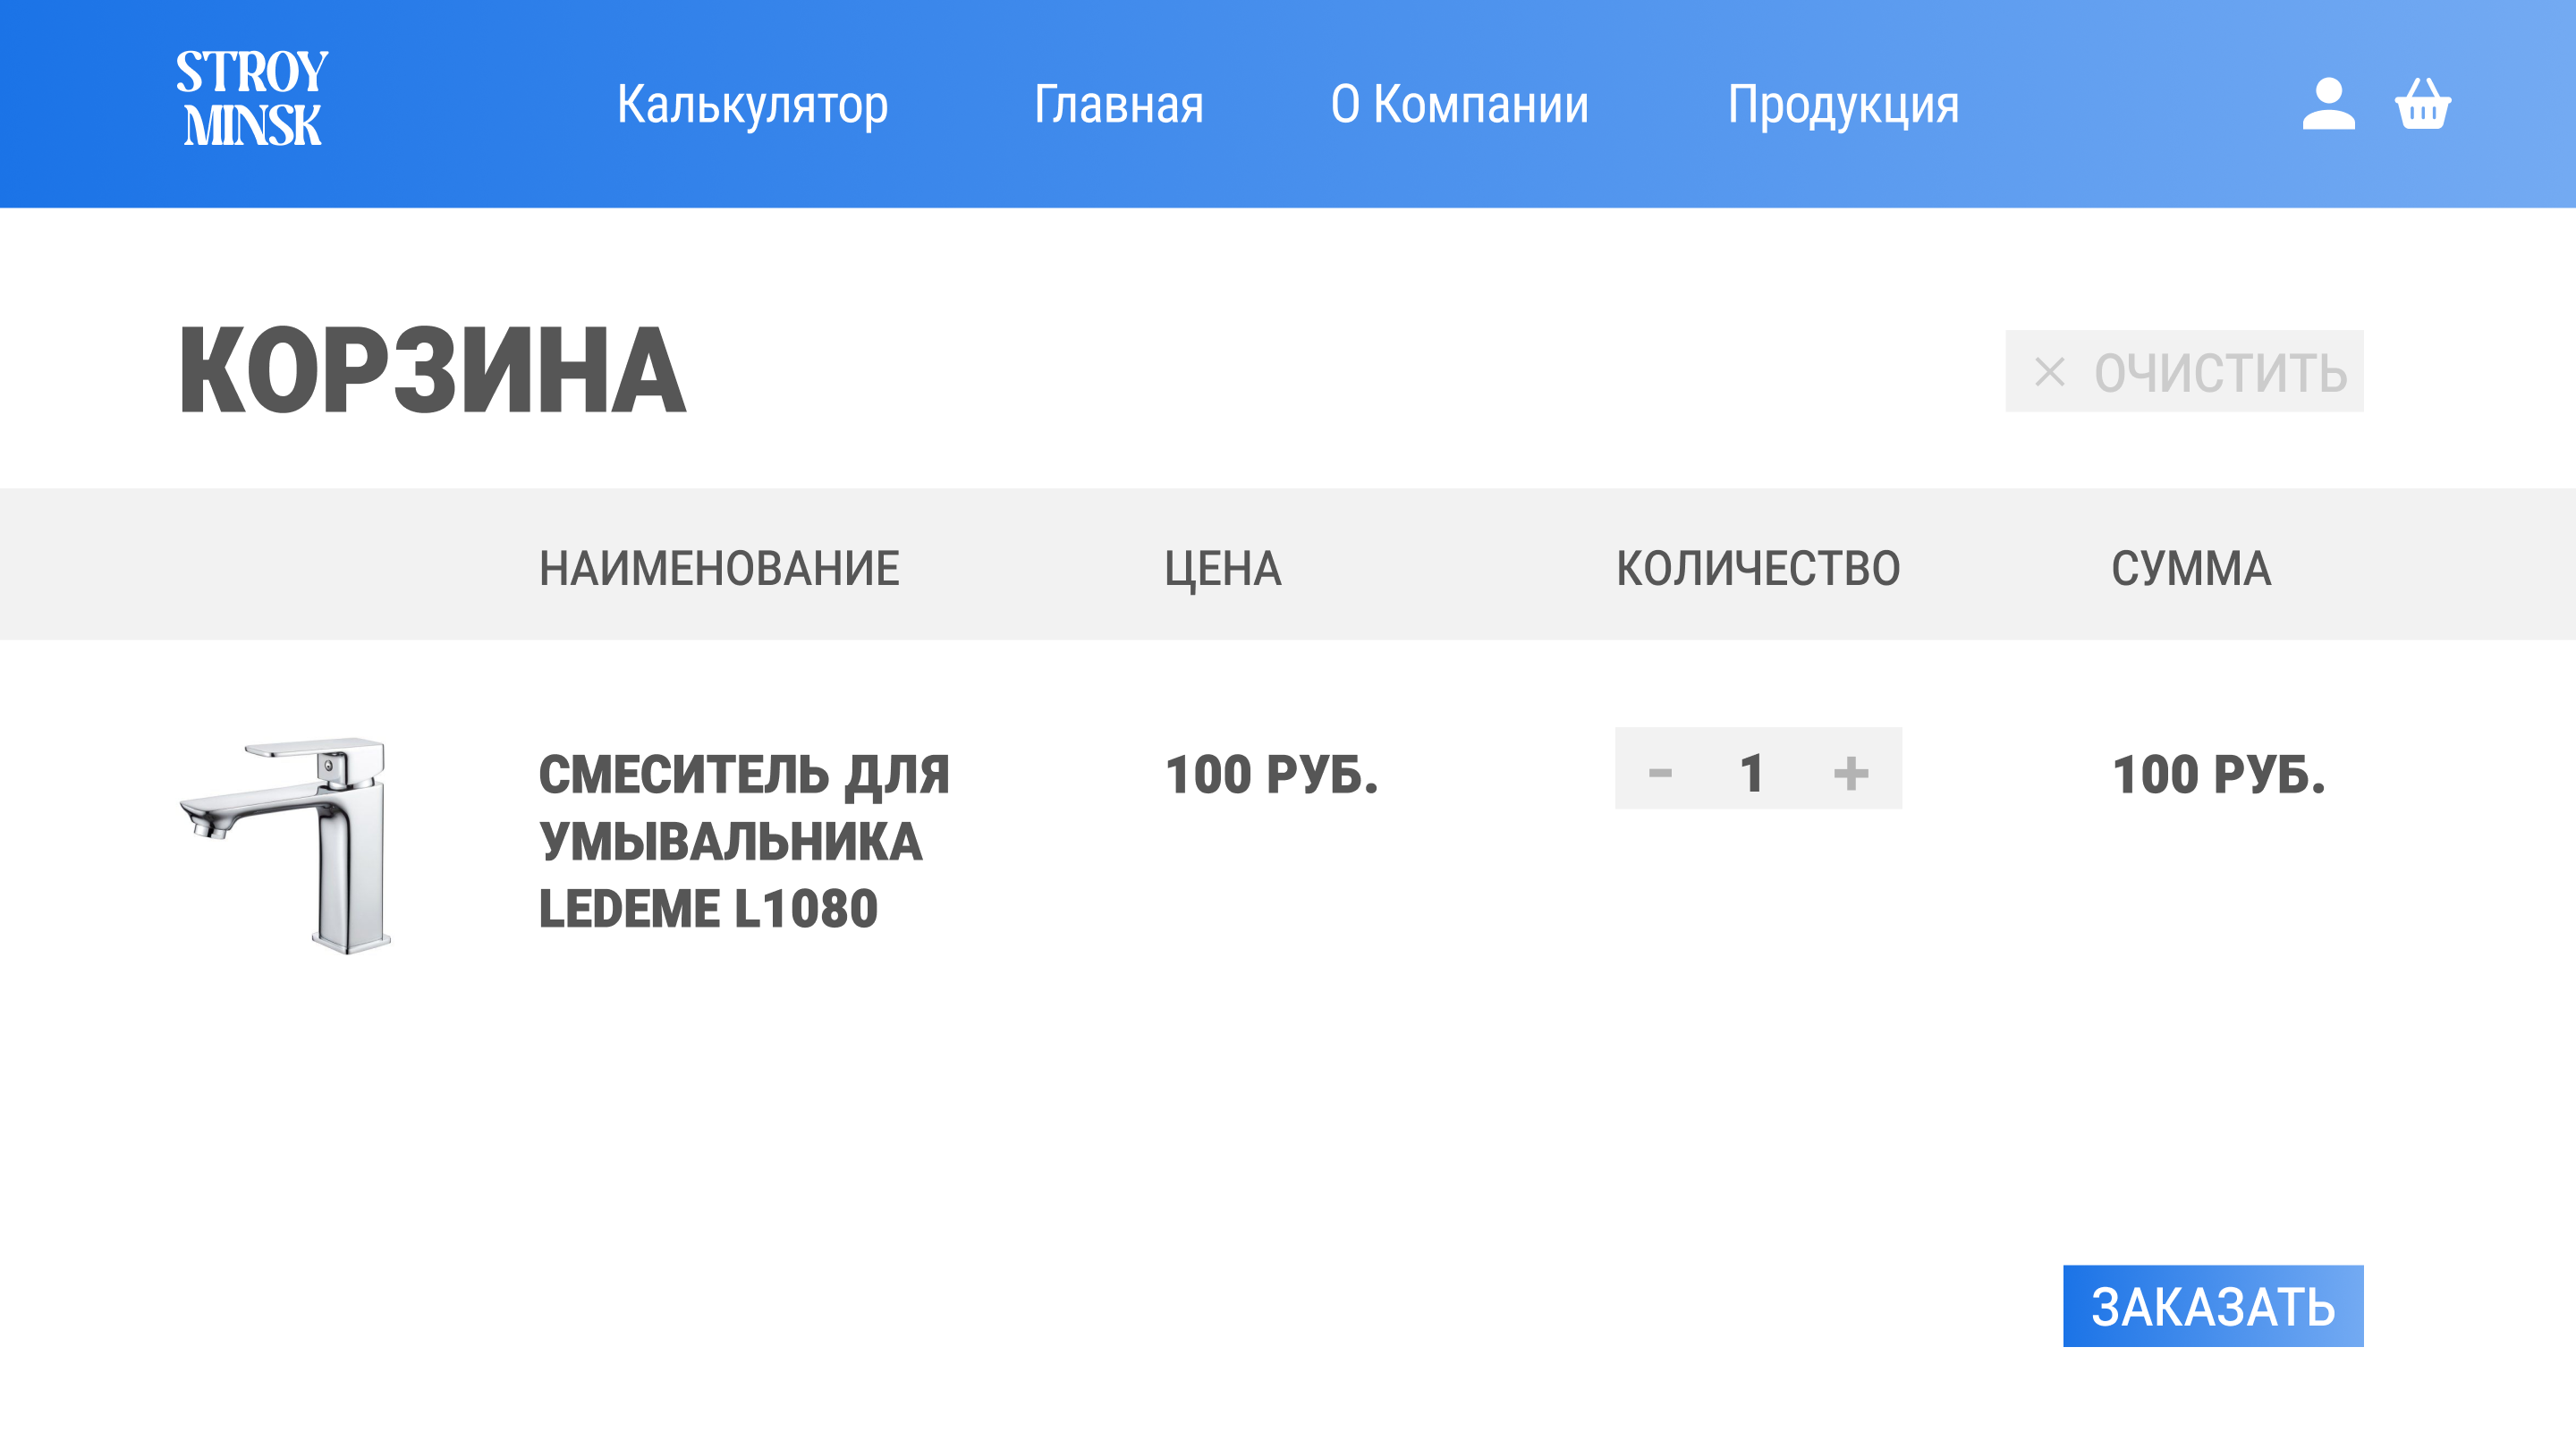 STROY
MINSK
Калькулятор Главная О Компании Продукция
КОРЗИНА
× ОЧИСТИТЬ
НАИМЕНОВАНИЕ ЦЕНА КОЛИЧЕСТВО СУММА
СМЕСИТЕЛЬ ДЛЯ 100 РУБ. - 1 + 100 РУБ.
УМЫВАЛЬНИКА
LEDEME L1080
ЗАКАЗАТЬ